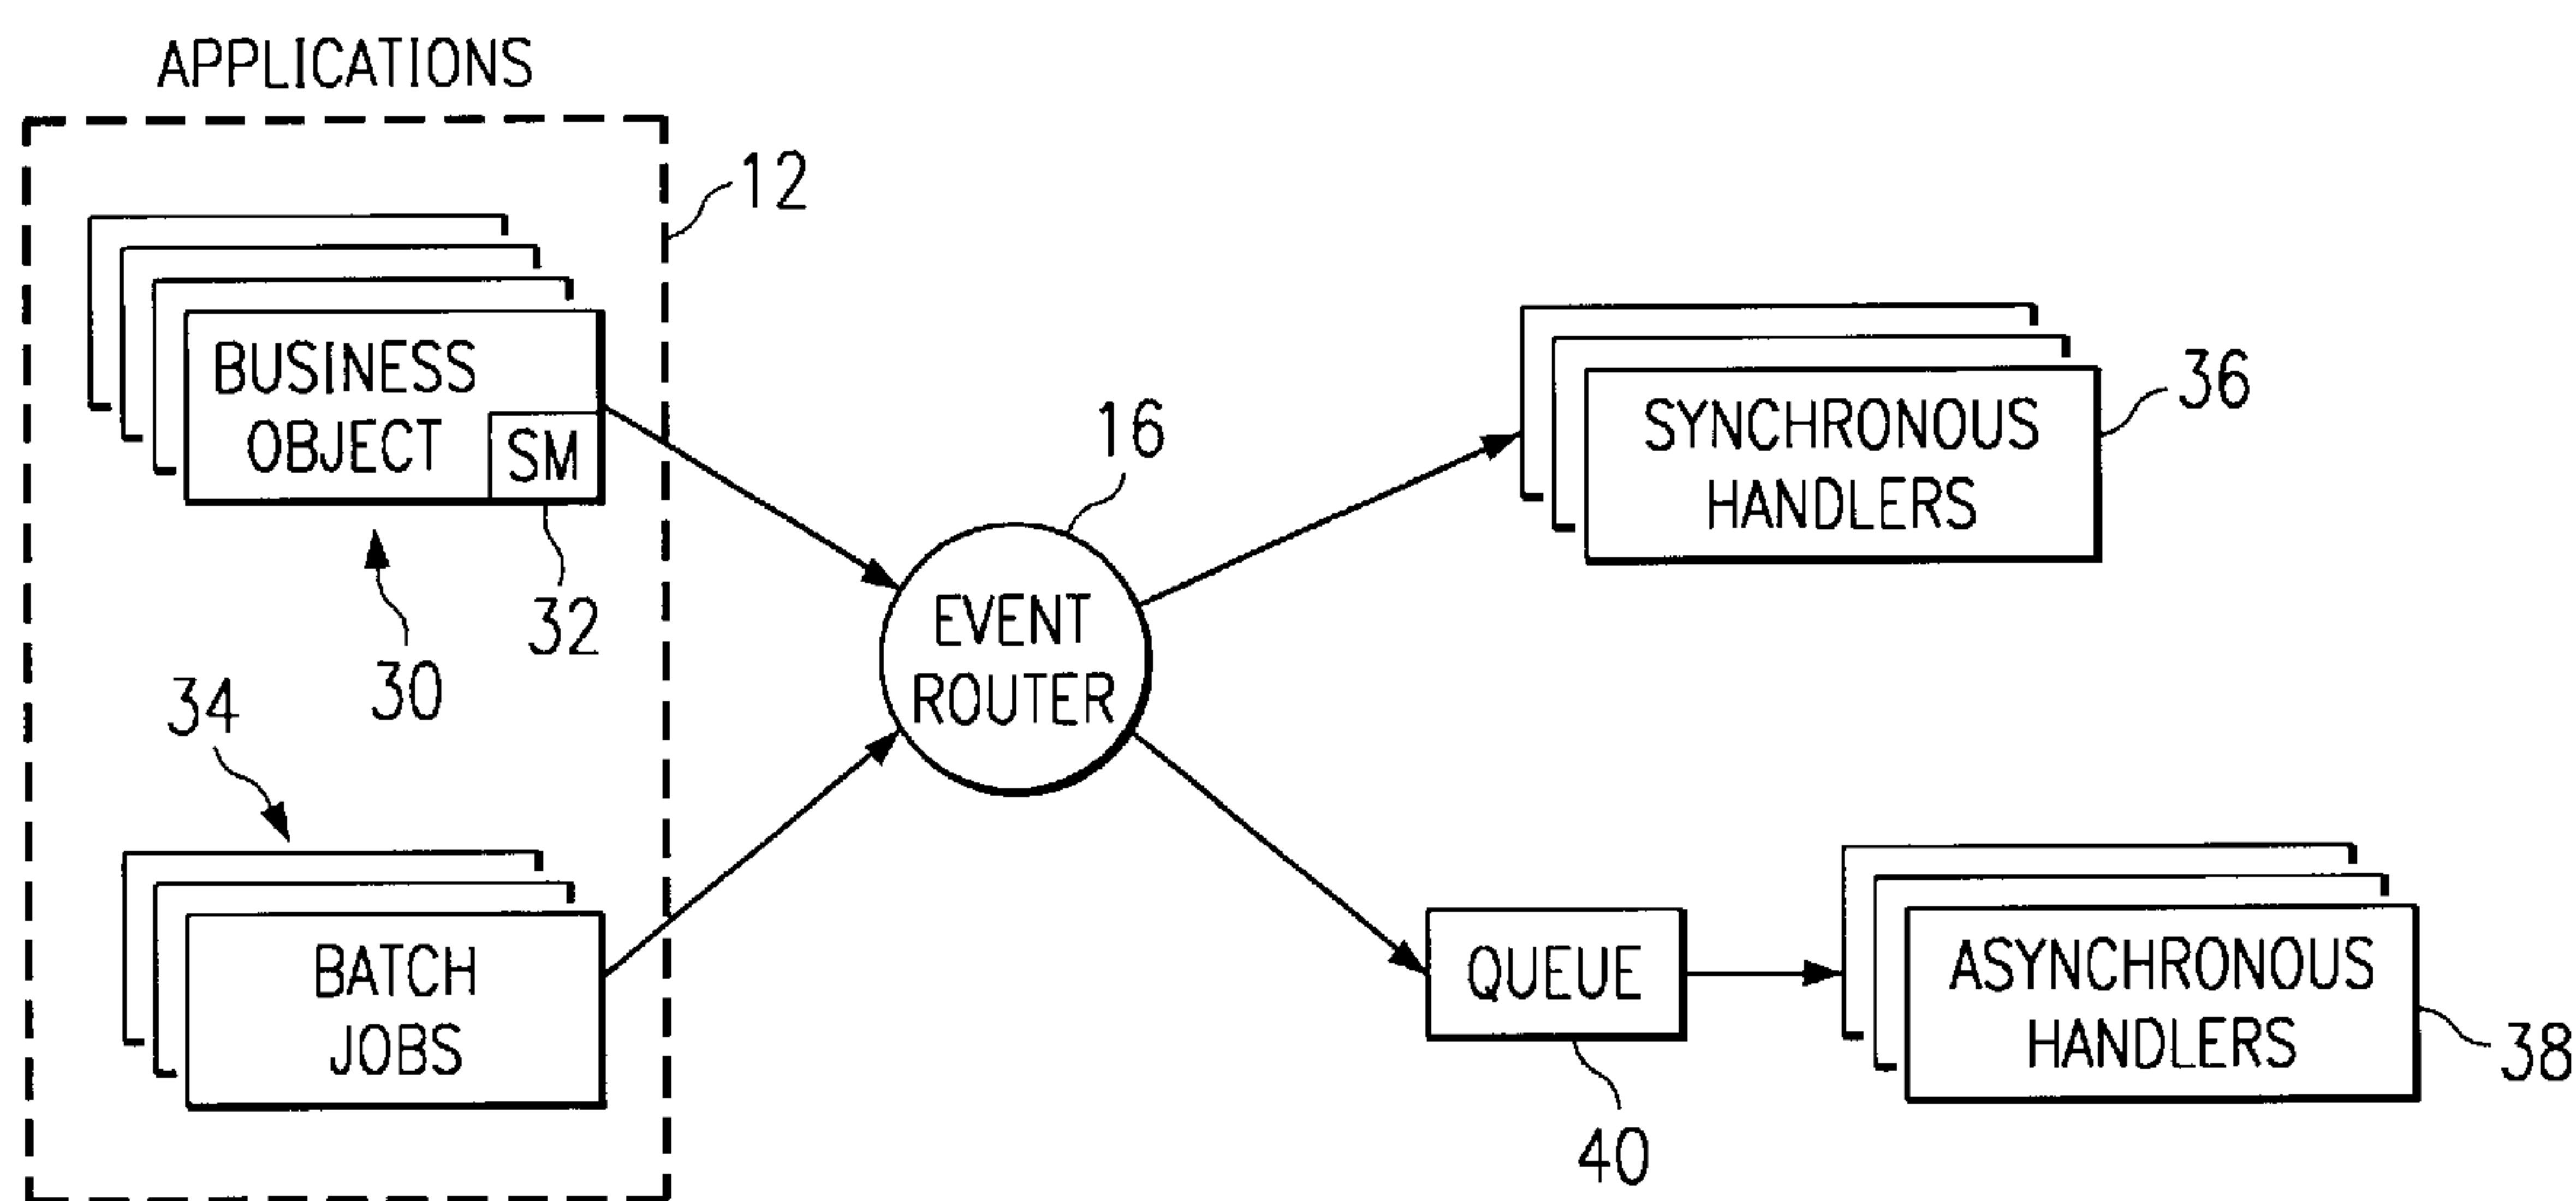 APPLICATIONS
12
BUSINESS
OBJECT
SM
32
30
34
BATCH
JOBS
16
EVENT
ROUTER
SYNCHRONOUS
HANDLERS
36
QUEUE
40
ASYNCHRONOUS
HANDLERS
38